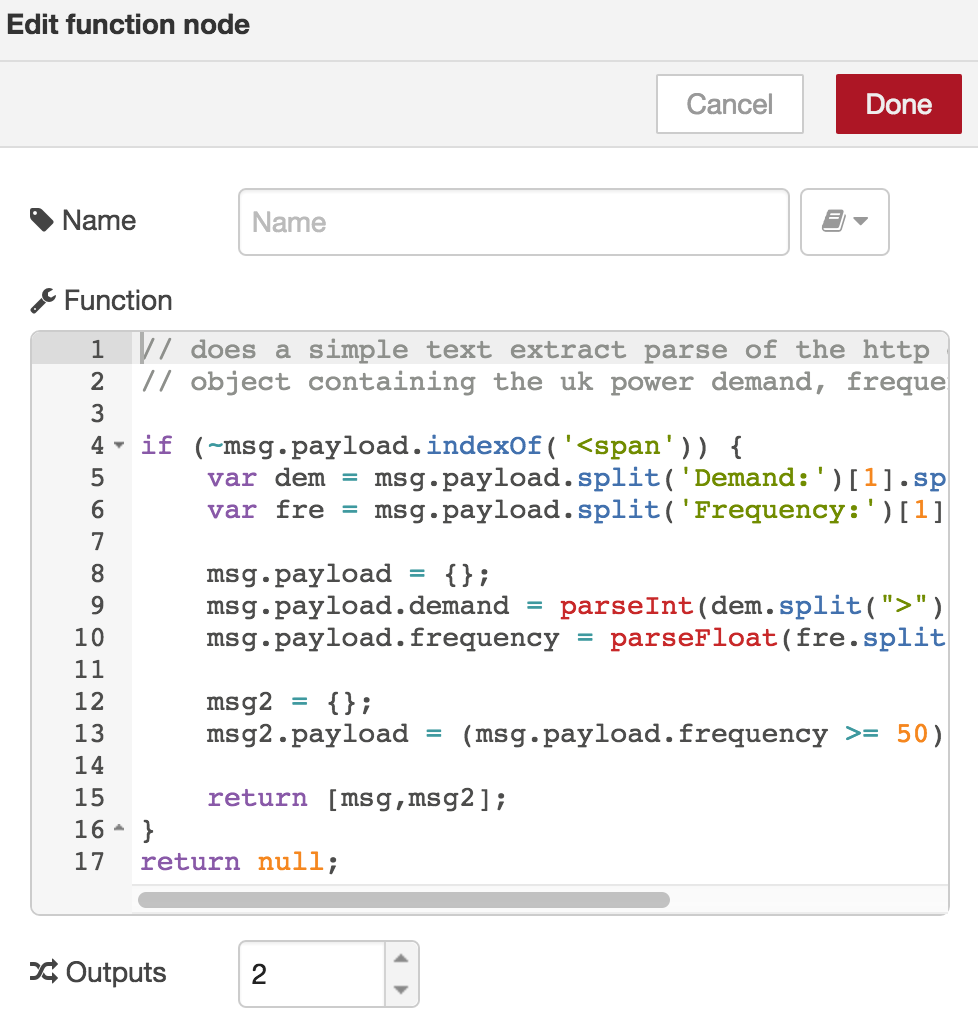 Edit function node
Cancel
Done
Name
Name
Function
1 // does a simple text extract parse of the http
2 // object containing the uk power demand, freque
3
4 if (~msg.payload.indexOf('<span')) {
5 var dem = msg.payload.split('Demand:')[1].sp
6 var fre = msg.payload.split('Frequency:')[1]
7
8 msg.payload = {};
9 msg.payload.demand = parseInt(dem.split(">")
10 msg.payload.frequency = parseFloat(fre.split
11
12 msg2 = {};
13 msg2.payload = (msg.payload.frequency >= 50)
14
15 return [msg,msg2];
16 }
17 return null;
Outputs
2